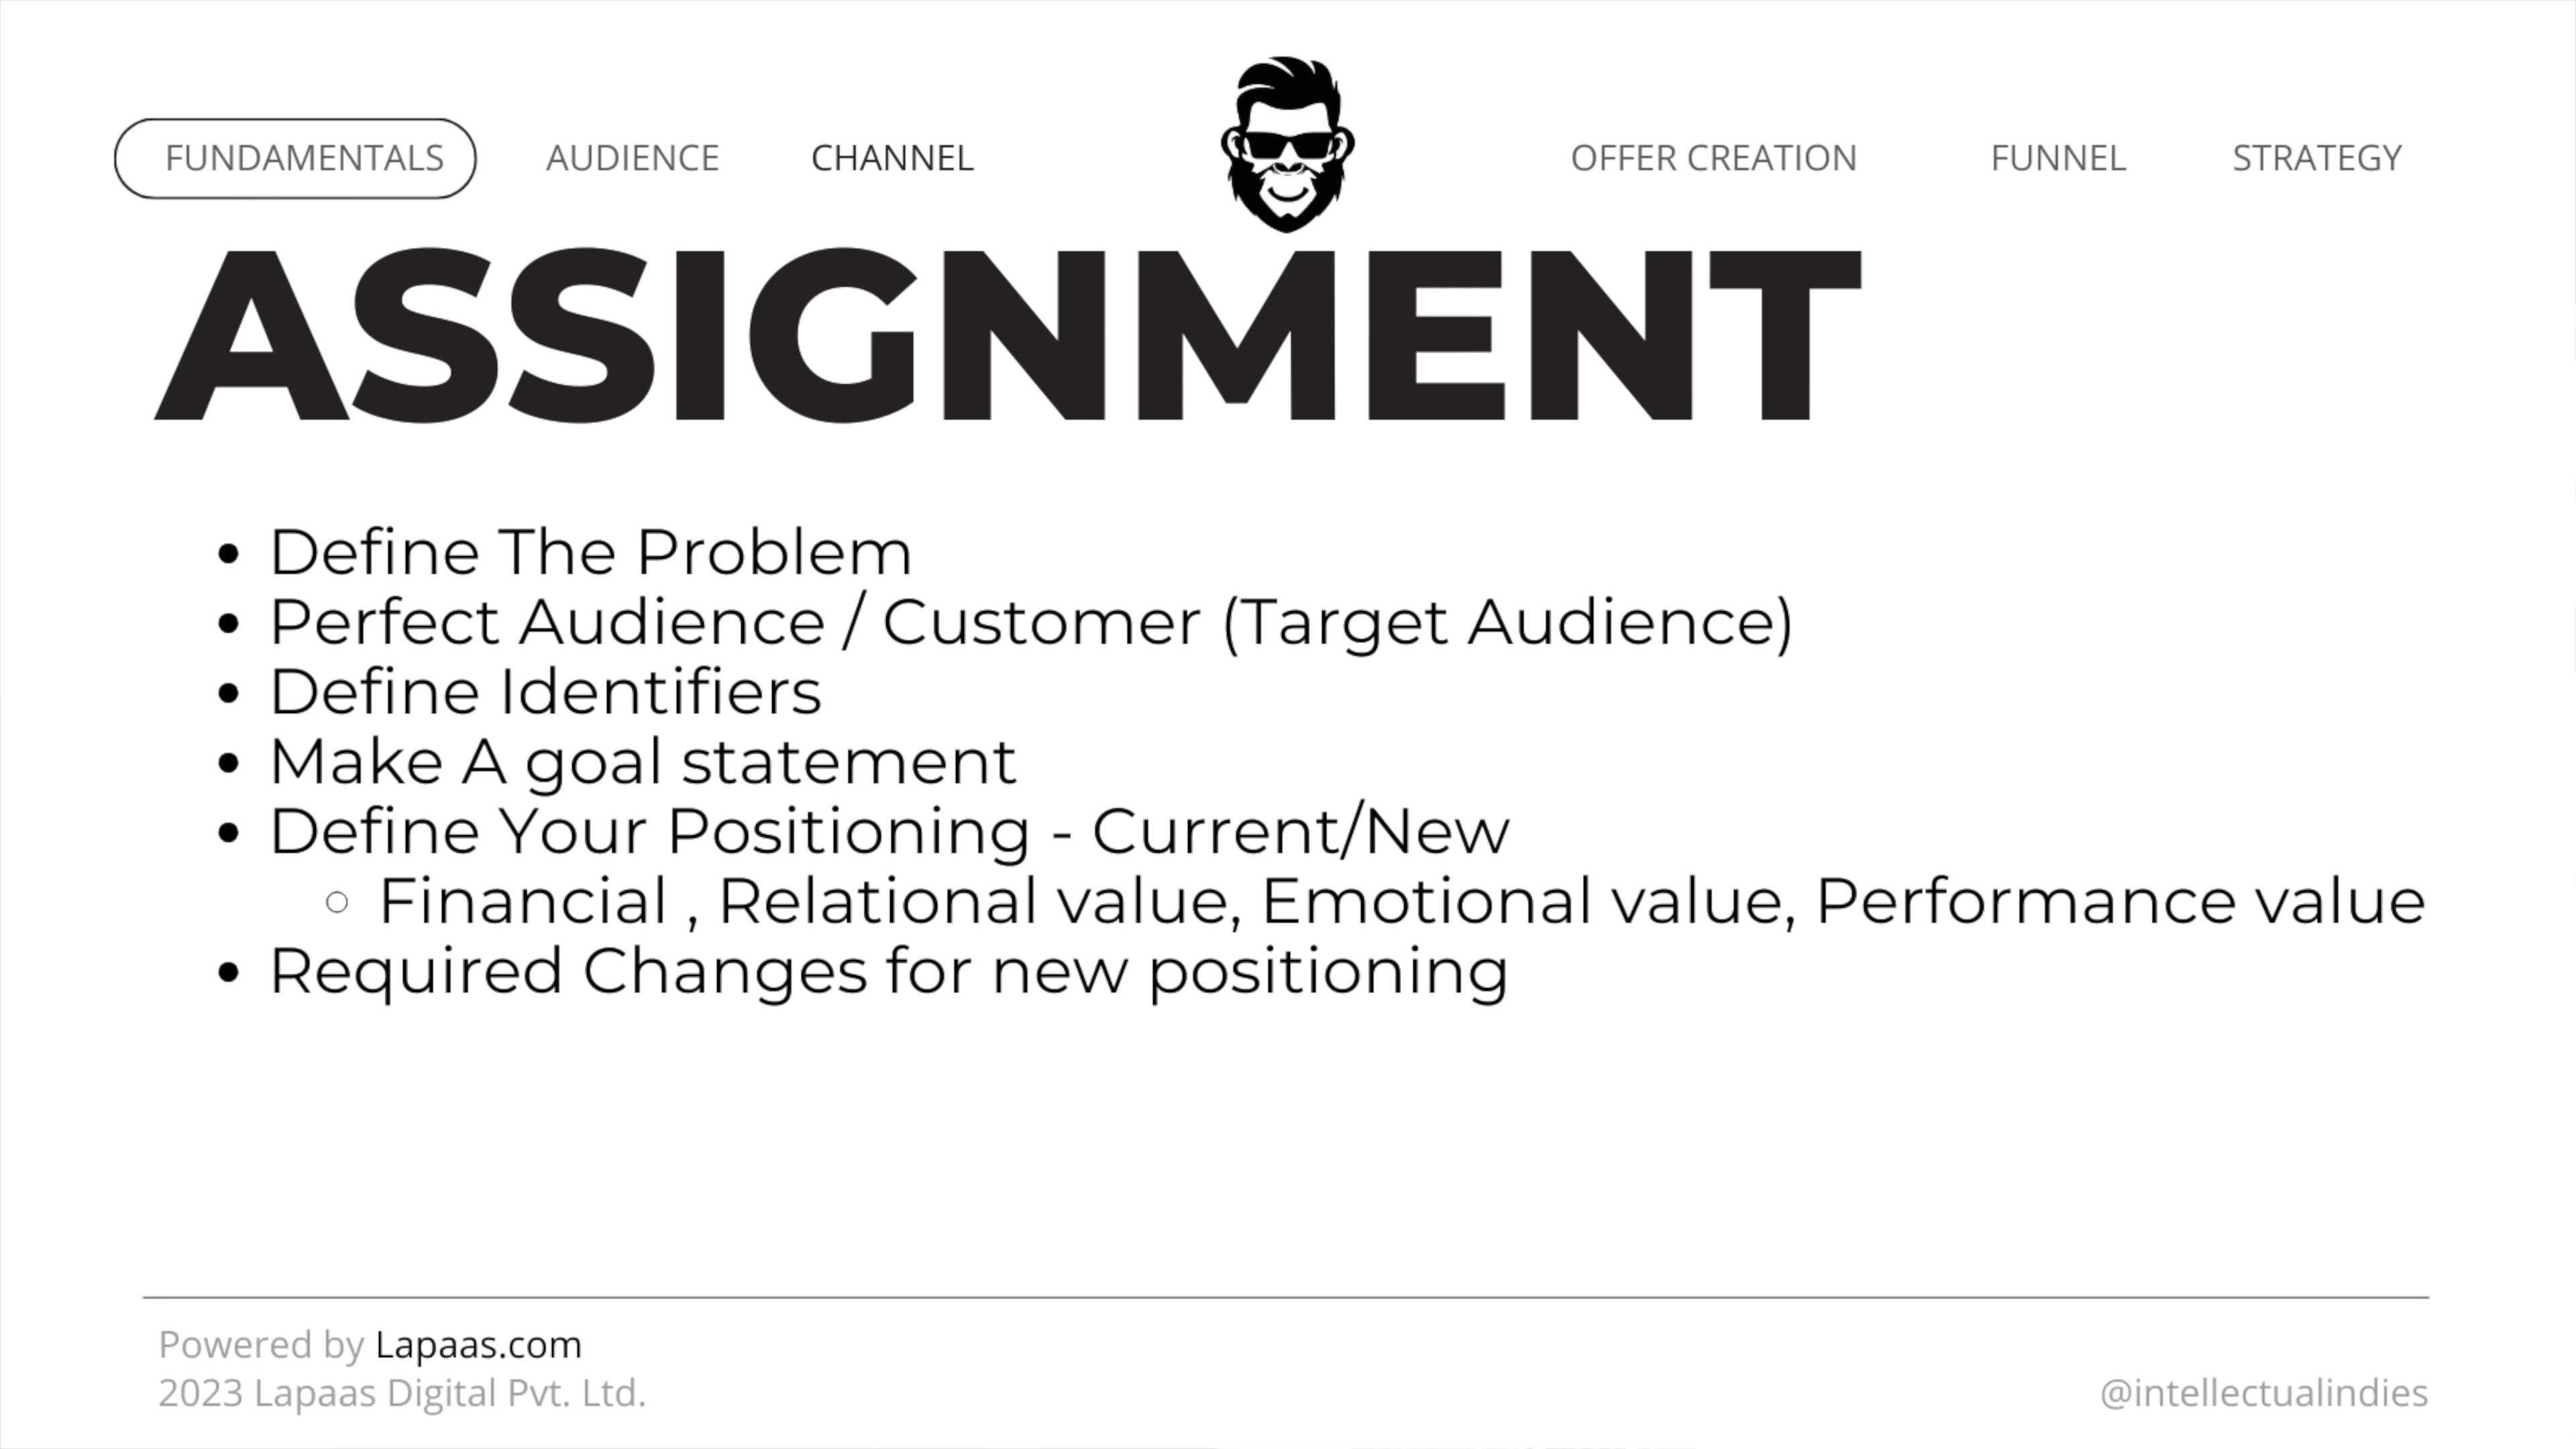 FUNDAMENTALS AUDIENCE CHANNEL OFFER CREATION FUNNEL STRATEGY
ASSIGNMENT
• Define The Problem
• Perfect Audience / Customer (Target Audience)
• Define Identifiers
• Make A goal statement
• Define Your Positioning - Current/New
◦ Financial , Relational value, Emotional value, Performance value
• Required Changes for new positioning
Powered by Lapaas.com
2023 Lapaas Digital Pvt. Ltd.
@intellectualindies